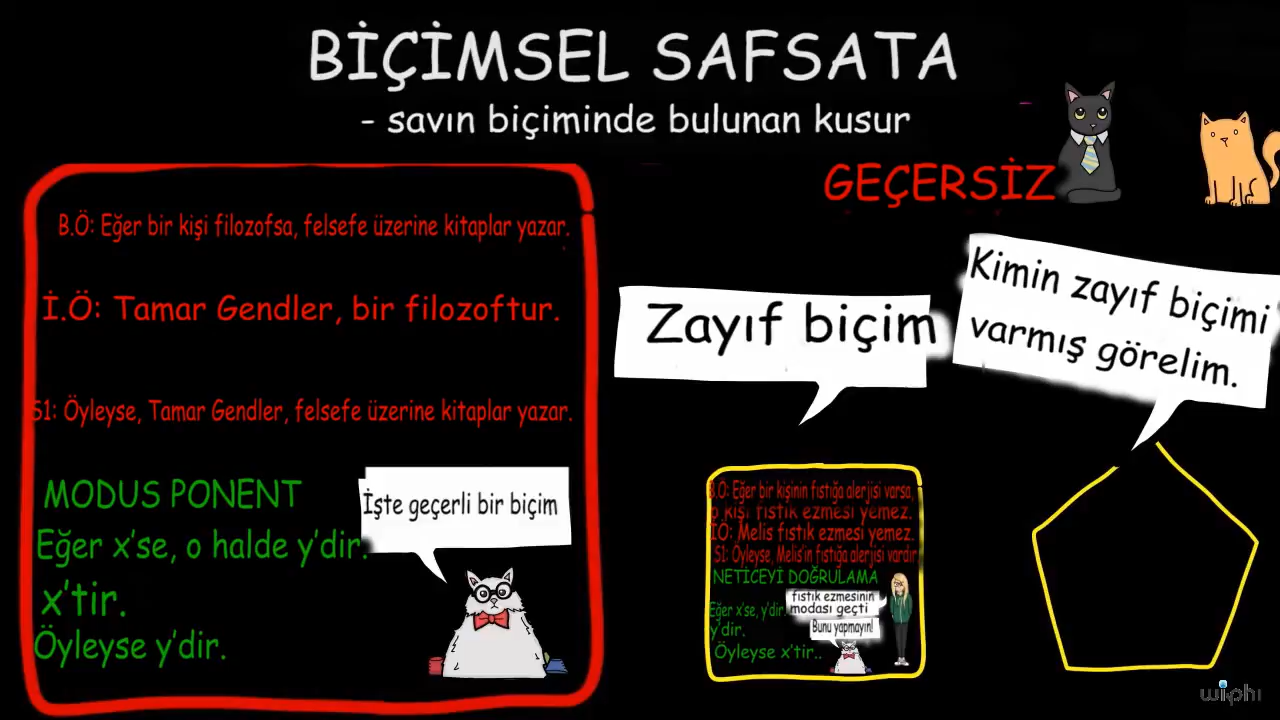 BİÇİMSEL SAFSATA
- savın biçiminde bulunan kusur
GEÇERSİZ
B.Ö: Eğer bir kişi filozofsa, felsefe üzerine kitaplar yazar.
İ.Ö: Tamar Gendler, bir filozoftur.
S1: Öyleyse, Tamar Gendler, felsefe üzerine kitaplar yazar.
MODUS PONENT
Eğer x'se, o halde y'dir.
x'tir.
Öyleyse y'dir.
İşte geçerli bir biçim
Zayıf biçim
Kimin zayıf biçimi
varmış görelim.
B.Ö: Eğer bir kişinin fıstığa alerjisi varsa,
o kişi fıstık ezmesi yemez.
İÖ: Melis fıstık ezmesi yemez.
S1: Öyleyse, Melis'in fıstığa alerjisi vardır
NETİCEYİ DOĞRULAMA
Eğer x'se, y'dir
y'dir.
Öyleyse x'tir..
fıstık ezmesinin
modası geçti
Bunu yapmayın!
wiphi